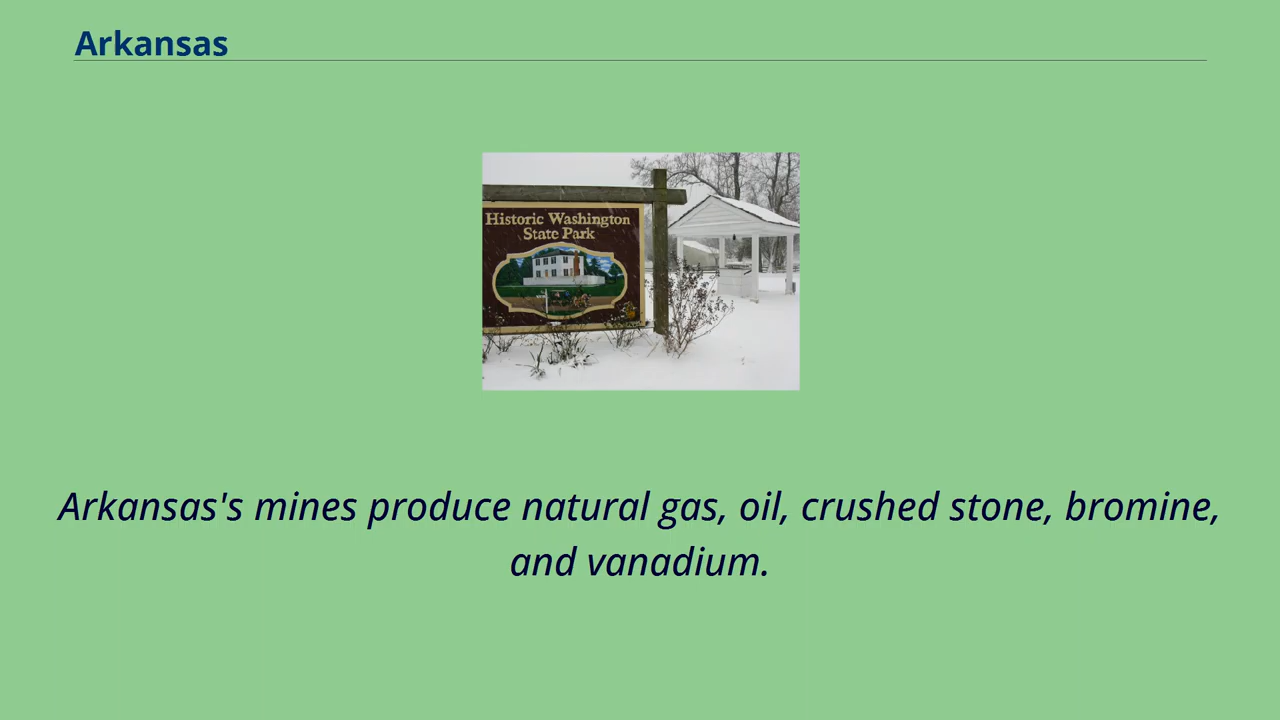 Arkansas
Historic Washington
State Park
Arkansas's mines produce natural gas, oil, crushed stone, bromine,
and vanadium.